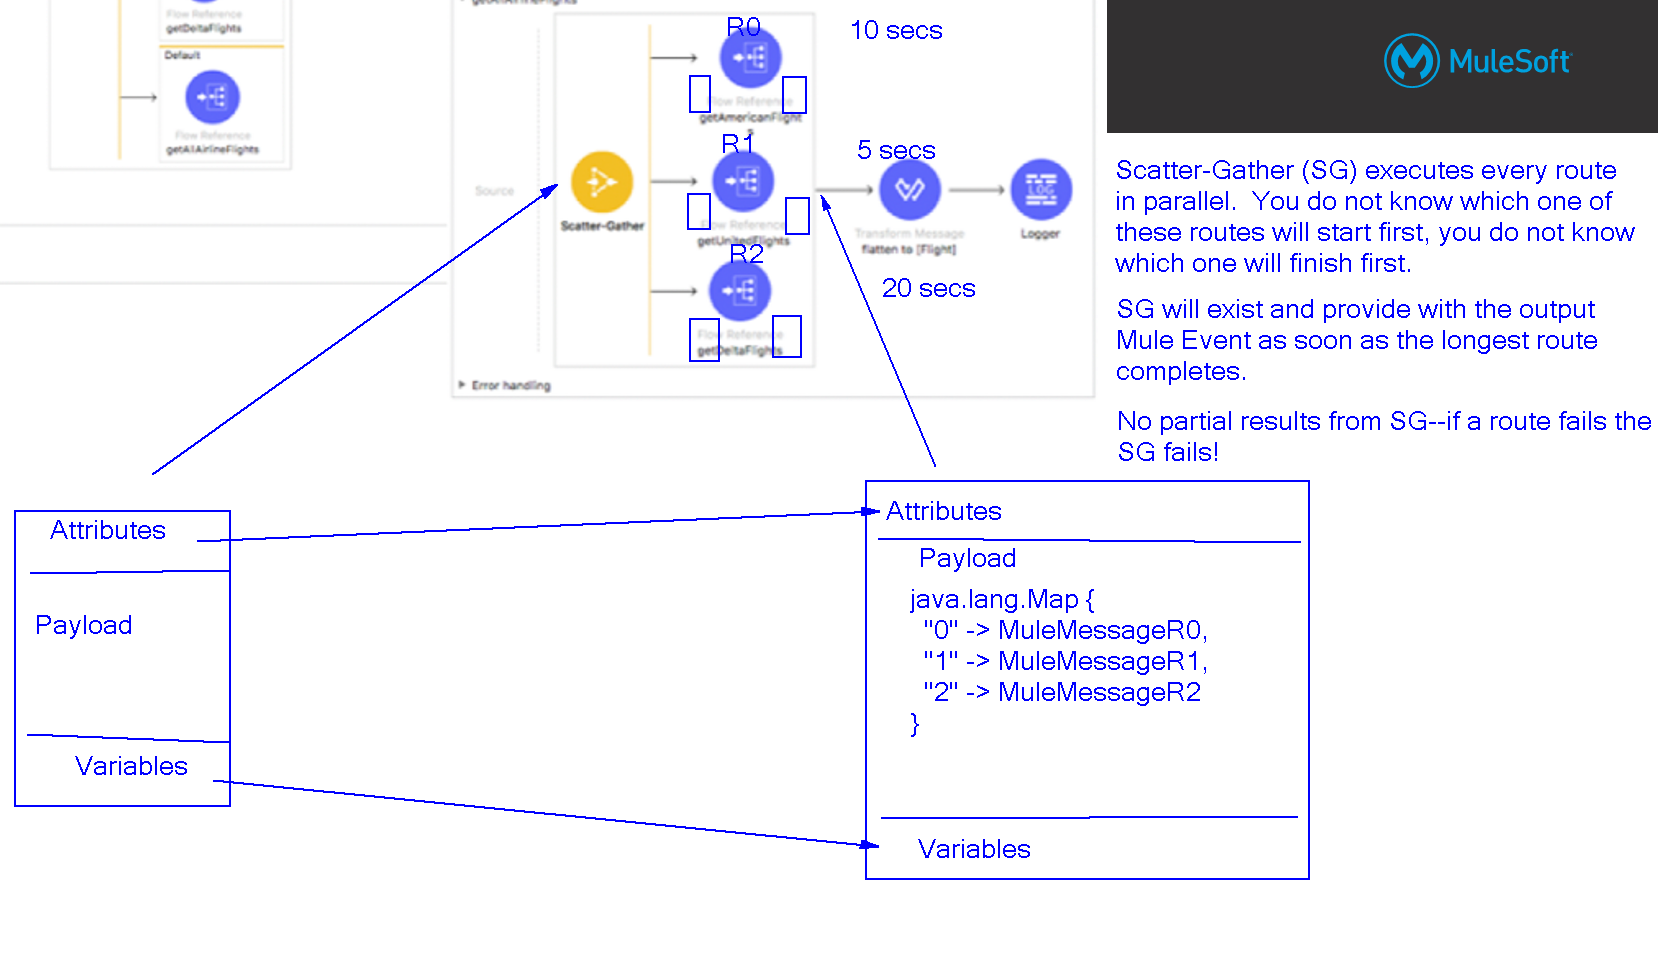 getAllAirlineFlights
Flow Reference
getDeltaFlights
Default
Flow Reference
getAllAirlineFlights
Source
Scatter-Gather
R0
10 secs
Flow Reference
getAmericanFlight
s
R1
5 secs
Flow Reference
getUnitedFlights
R2
20 secs
Flow Reference
getDeltaFlights
Transform Message
flatten to [Flight]
LOG
Logger
Error handling
MuleSoft
Scatter-Gather (SG) executes every route
in parallel.  You do not know which one of
these routes will start first, you do not know
which one will finish first.
SG will exist and provide with the output
Mule Event as soon as the longest route
completes.
No partial results from SG--if a route fails the
SG fails!
Attributes
Payload
Variables
Attributes
Payload
java.lang.Map {
"0" -> MuleMessageR0,
"1" -> MuleMessageR1,
"2" -> MuleMessageR2
}
Variables